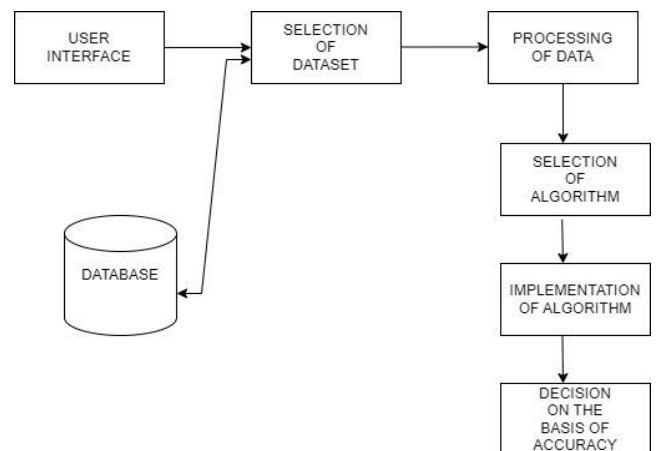 USER
INTERFACE
SELECTION
OF
DATASET
PROCESSING
OF DATA
SELECTION
OF
ALGORITHM
DATABASE
IMPLEMENTATION
OF ALGORITHM
DECISION
ON THE
BASIS OF
ACCURACY